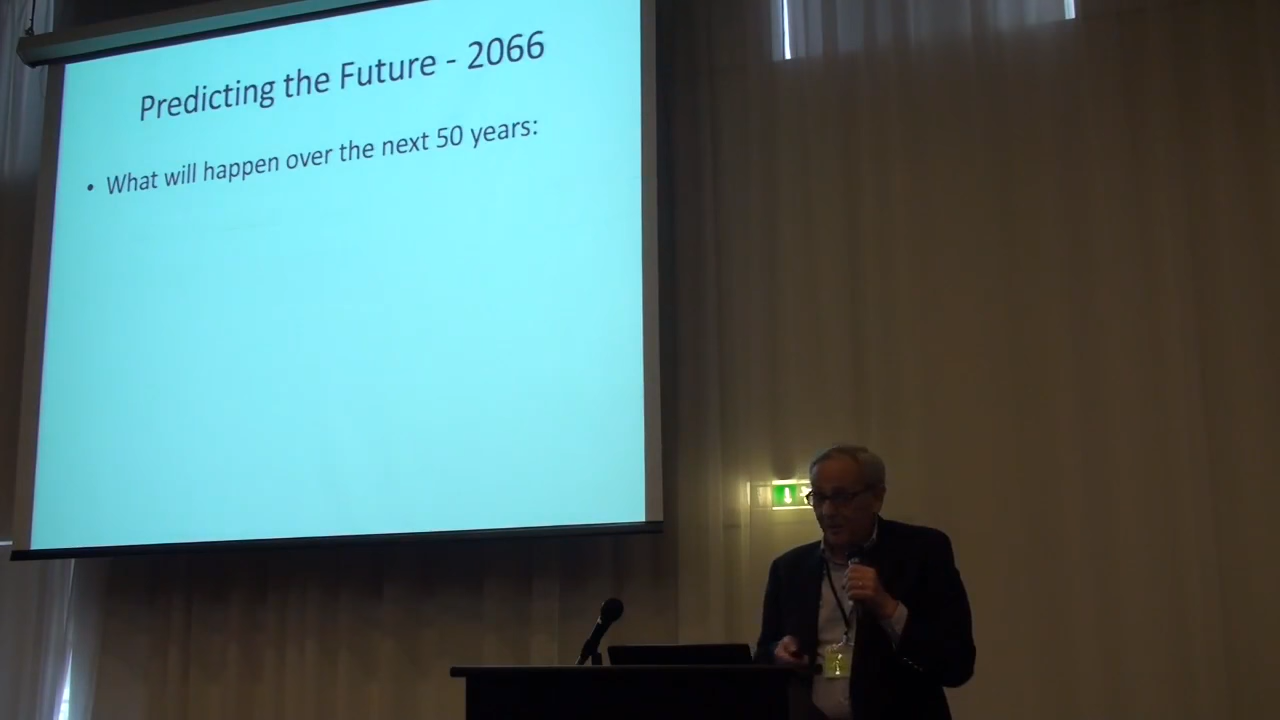 Predicting the Future - 2066
• What will happen over the next 50 years: